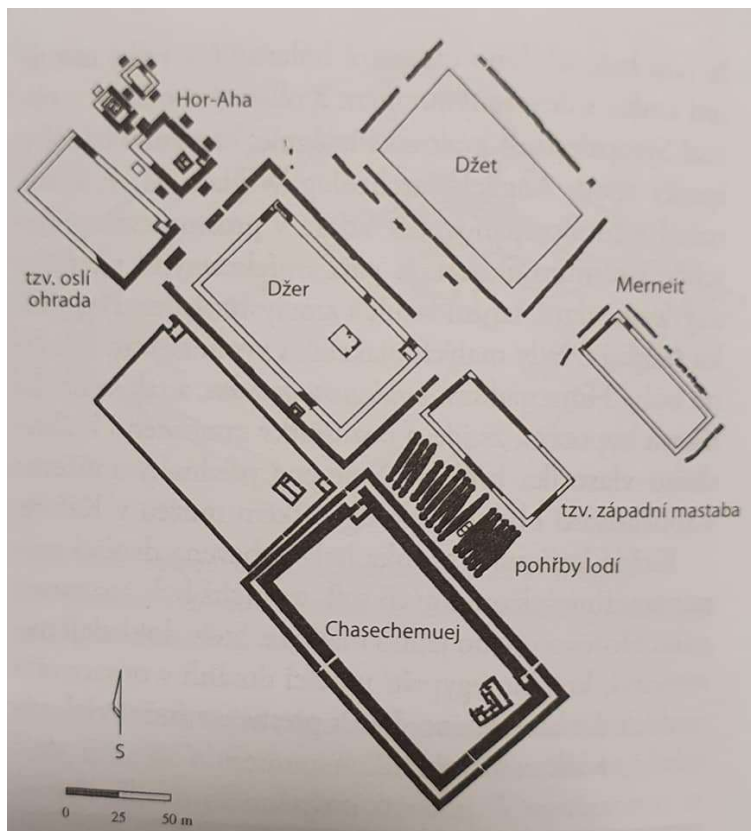 Hor-Aha
Džet
tzv. oslí
ohrada
Džer
Merneit
tzv. západní mastaba
pohřby lodí
Chasechemuej
S
0 25 50 m